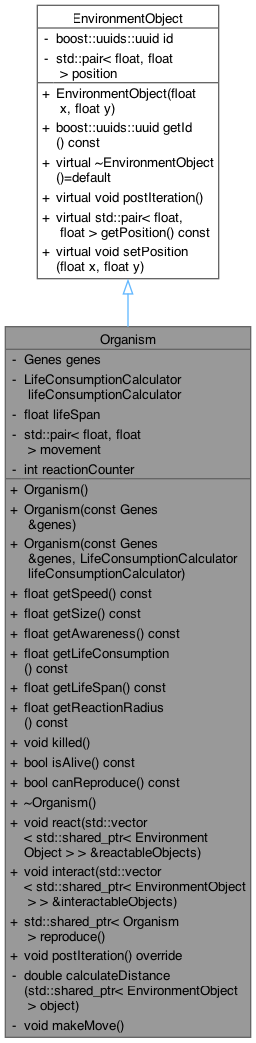 EnvironmentObject
- boost::uuids::uuid id
- std::pair< float, float
> position
+ EnvironmentObject(float
x, float y)
+ boost::uuids::uuid getId
() const
+ virtual ~EnvironmentObject
()=default
+ virtual void postIteration()
+ virtual std::pair< float,
float > getPosition() const
+ virtual void setPosition
(float x, float y)
Organism
- Genes genes
- LifeConsumptionCalculator
lifeConsumptionCalculator
- float lifeSpan
- std::pair< float, float
> movement
- int reactionCounter
+ Organism()
+ Organism(const Genes
&genes)
+ Organism(const Genes
&genes, LifeConsumptionCalculator
lifeConsumptionCalculator)
+ float getSpeed() const
+ float getSize() const
+ float getAwareness() const
+ float getLifeConsumption
() const
+ float getLifeSpan() const
+ float getReactionRadius
() const
+ void killed()
+ bool isAlive() const
+ bool canReproduce() const
+ ~Organism()
+ void react(std::vector
< std::shared_ptr< Environment
Object > > &reactableObjects)
+ void interact(std::vector
< std::shared_ptr< EnvironmentObject
> > &interactableObjects)
+ std::shared_ptr< Organism
> reproduce()
+ void postIteration() override
- double calculateDistance
(std::shared_ptr< EnvironmentObject
> object)
- void makeMove()